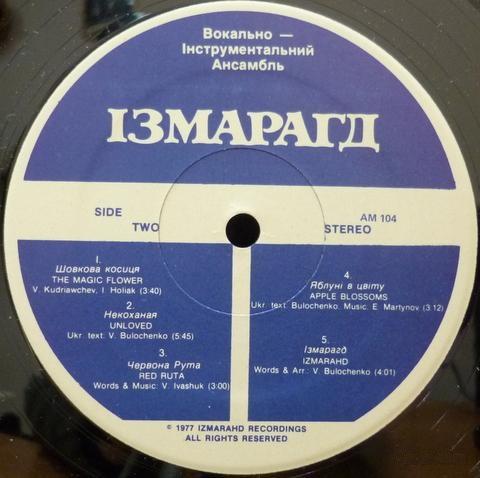 Вокально —
Інструментальний
Ансамбль
ІЗМАРАГД
SIDE
TWO
AM 104
STEREO
1.
Шовкова косиця
THE MAGIC FLOWER
V. Kudriawchev, I. Holiak (3:40)
2.
Некоханая
UNLOVED
Ukr. text: V. Bulochenko (5:45)
3.
Червона Рута
RED RUTA
Words & Music: V. Ivashuk (3:00)
4.
Яблуні в цвіту
APPLE BLOSSOMS
Ukr. text: Bulochenko. Music: E. Martynov (3:12)
5.
Ізмарагд
IZMARAHD
Words & Arr.: V. Bulochenko (4:01)
© 1977 IZMARAHD RECORDINGS
ALL RIGHTS RESERVED